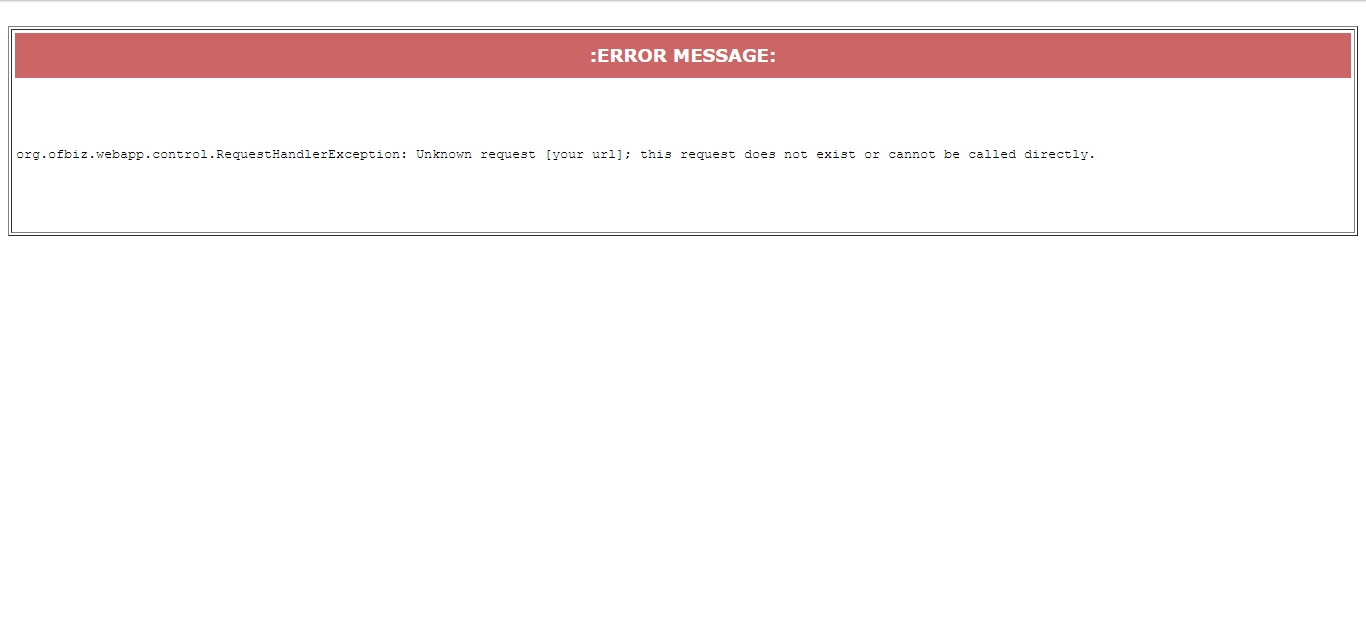 :ERROR MESSAGE:
org.ofbiz.webapp.control.RequestHandlerException: Unknown request [your url]; this request does not exist or cannot be called directly.